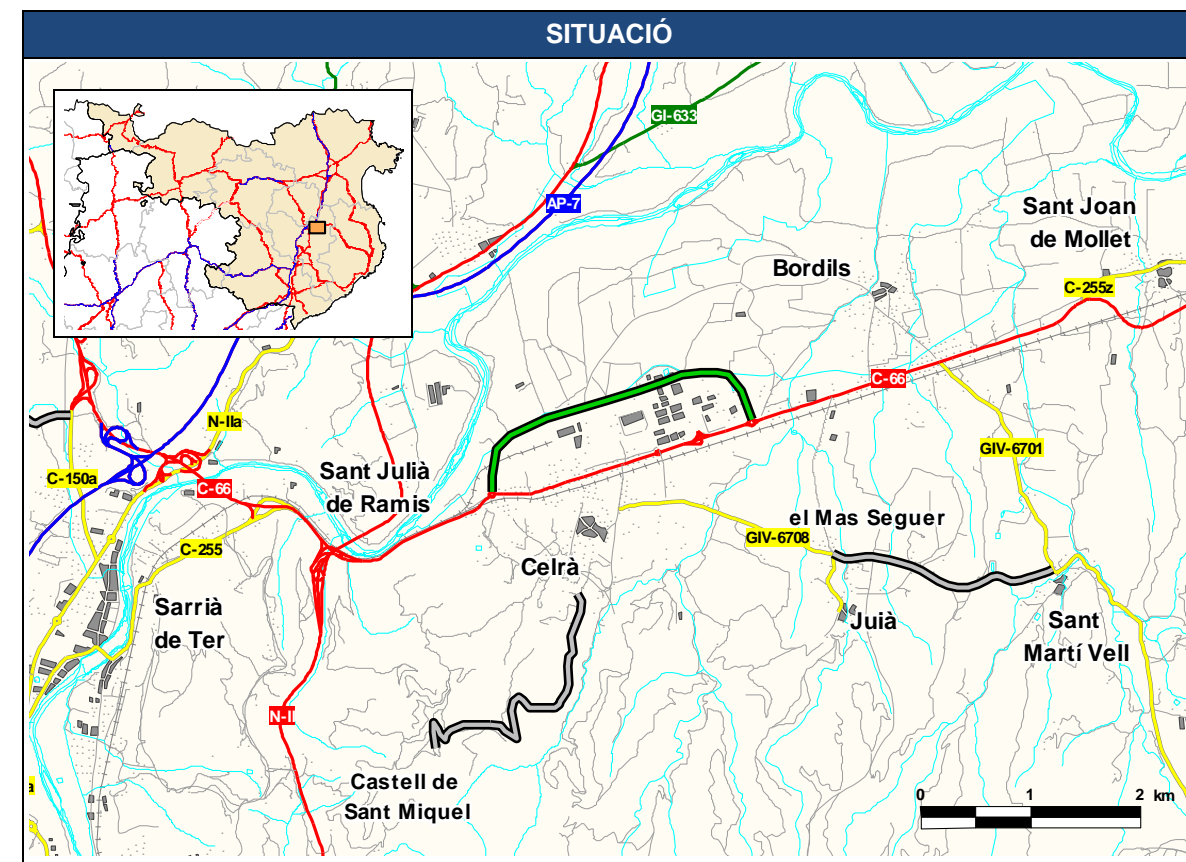 SITUACIÓ
GI-633
AP-7
Sant Joan
de Mollet
Bordils
C-255z
C-66
N-IIa
GIV-6701
C-150a
Sant Julià
de Ramis
C-66
el Mas Seguer
C-255
GIV-6708
Celrà
Sarrià
de Ter
Juià
Sant
Martí Vell
N-II
Castell de
Sant Miquel
a
0 1 2 km